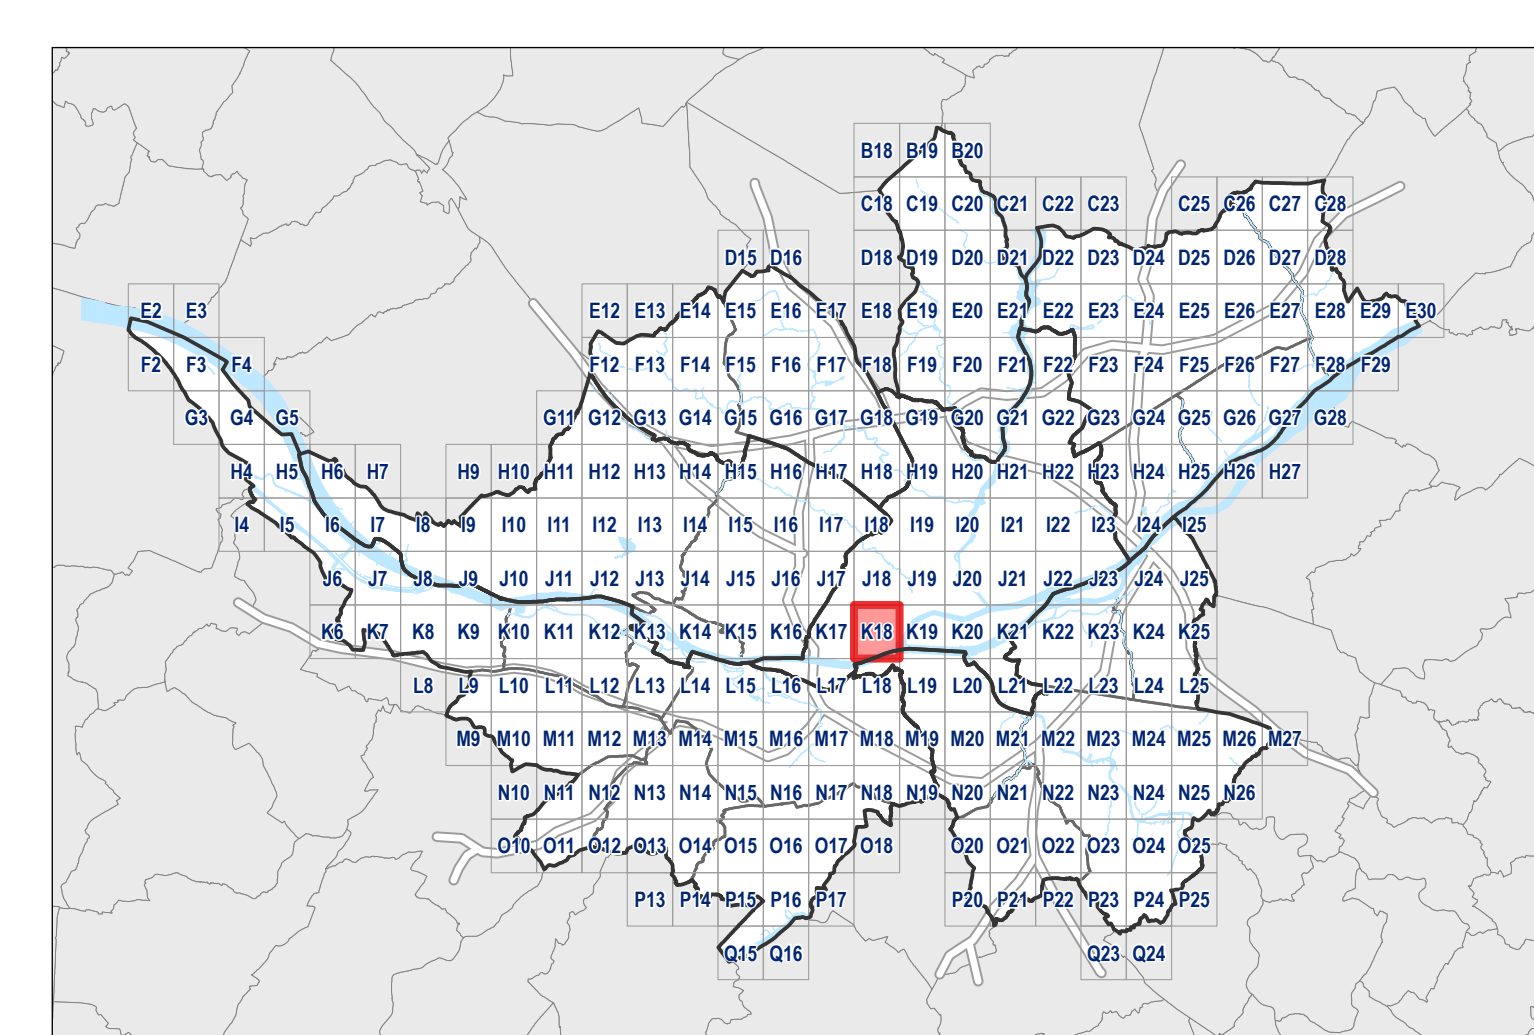 B18 B19 B20
C18 C19 C20 C21 C22 C23 C25 C26 C27 C28
D15 D16 D18 D19 D20 D21 D22 D23 D24 D25 D26 D27 D28
E2 E3 E12 E13 E14 E15 E16 E17 E18 E19 E20 E21 E22 E23 E24 E25 E26 E27 E28 E29 E30
F2 F3 F4 F12 F13 F14 F15 F16 F17 F18 F19 F20 F21 F22 F23 F24 F25 F26 F27 F28 F29
G3 G4 G5 G11 G12 G13 G14 G15 G16 G17 G18 G19 G20 G21 G22 G23 G24 G25 G26 G27 G28
H4 H5 H6 H7 H9 H10 H11 H12 H13 H14 H15 H16 H17 H18 H19 H20 H21 H22 H23 H24 H25 H26 H27
I4 I5 I6 I7 I8 I9 I10 I11 I12 I13 I14 I15 I16 I17 I18 I19 I20 I21 I22 I23 I24 I25
J6 J7 J8 J9 J10 J11 J12 J13 J14 J15 J16 J17 J18 J19 J20 J21 J22 J23 J24 J25
K6 K7 K8 K9 K10 K11 K12 K13 K14 K15 K16 K17 K18 K19 K20 K21 K22 K23 K24 K25
L8 L9 L10 L11 L12 L13 L14 L15 L16 L17 L18 L19 L20 L21 L22 L23 L24 L25
M9 M10 M11 M12 M13 M14 M15 M16 M17 M18 M19 M20 M21 M22 M23 M24 M25 M26 M27
N10 N11 N12 N13 N14 N15 N16 N17 N18 N19 N20 N21 N22 N23 N24 N25 N26
O10 O11 O12 O13 O14 O15 O16 O17 O18 O20 O21 O22 O23 O24 O25
P13 P14 P15 P16 P17 P20 P21 P22 P23 P24 P25
Q15 Q16 Q23 Q24